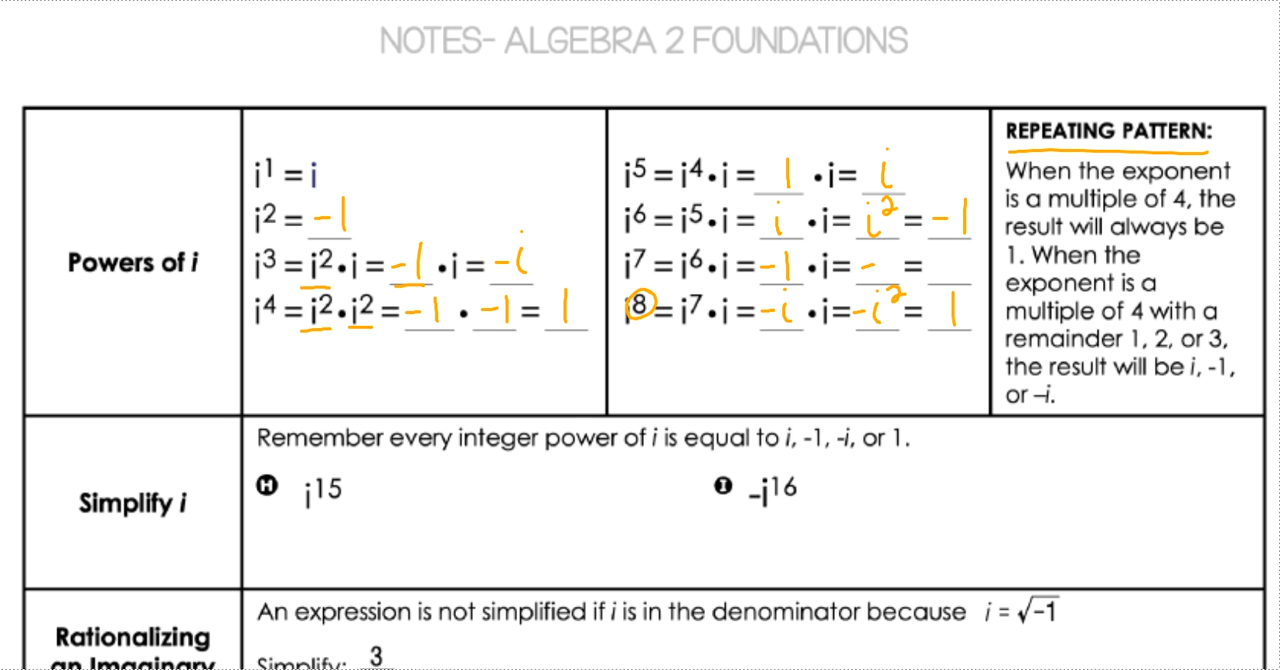 NOTES- ALGEBRA 2 FOUNDATIONS
Powers of i
i¹ = i
i² = -1
i³ = i²•i = -1 •i = -i
i⁴ = i²•i² = -1 • -1 = 1
i⁵ = i⁴•i = 1 •i= i
i⁶ = i⁵•i = i •i= i² = -1
i⁷ = i⁶•i = -1 •i= - =
i⁸ = i⁷•i = -i •i= -i² = 1
REPEATING PATTERN:
When the exponent
is a multiple of 4, the
result will always be
1. When the
exponent is a
multiple of 4 with a
remainder 1, 2, or 3,
the result will be i, -1,
or –i.
Simplify i
Remember every integer power of i is equal to i, -1, -i, or 1.
H i¹⁵
I -i¹⁶
Rationalizing
an Imaginary
An expression is not simplified if i is in the denominator because i = √−1
Simplify: 3